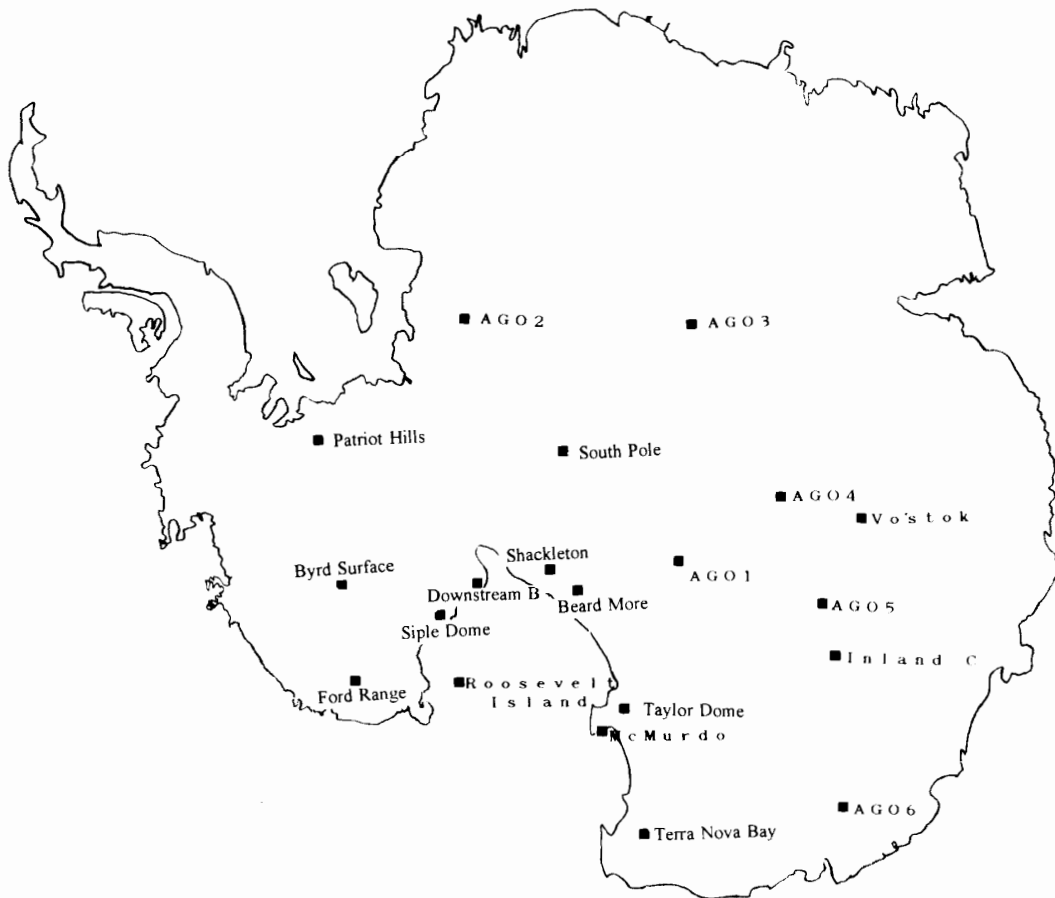 AGO2
AGO3
Patriot Hills
South Pole
AGO4
Vo'stok
Shackleton
Byrd Surface
AGO1
Downstream B
Beard More
AGO5
Siple Dome
Inland C
Roosevelt
Ford Range
Island
Taylor Dome
McMurdo
AGO6
Terra Nova Bay